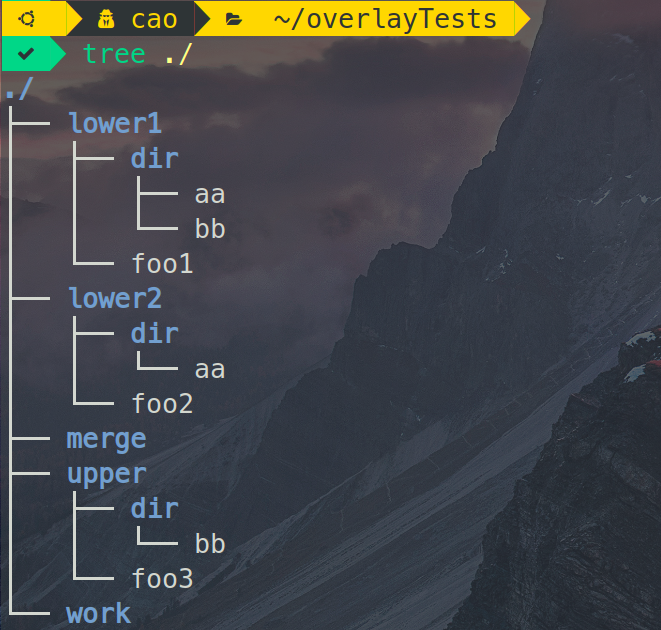 cao ~/overlayTests
tree ./
./
├── lower1
│   ├── dir
│   │   ├── aa
│   │   └── bb
│   └── foo1
├── lower2
│   ├── dir
│   │   └── aa
│   └── foo2
├── merge
├── upper
│   ├── dir
│   │   └── bb
│   └── foo3
└── work